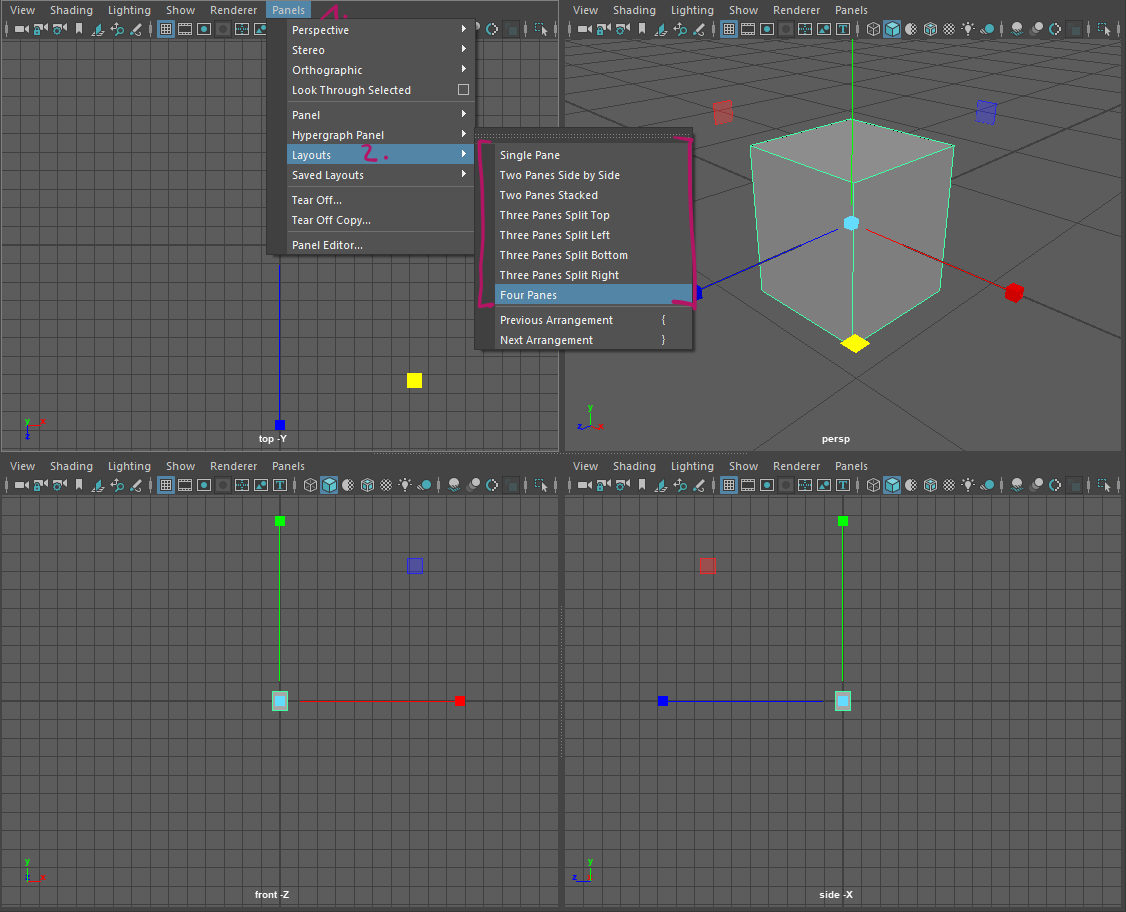 View Shading Lighting Show Renderer Panels
1.
Perspective
Stereo
Orthographic
Look Through Selected
Panel
Hypergraph Panel
Layouts
2.
Saved Layouts
Tear Off...
Tear Off Copy...
Panel Editor...
Single Pane
Two Panes Side by Side
Two Panes Stacked
Three Panes Split Top
Three Panes Split Left
Three Panes Split Bottom
Three Panes Split Right
Four Panes
Previous Arrangement {
Next Arrangement }
y x
z
top -Y
View Shading Lighting Show Renderer Panels
T
y
z x
persp
View Shading Lighting Show Renderer Panels
T
y
z x
front -Z
View Shading Lighting Show Renderer Panels
T
y
z
side -X